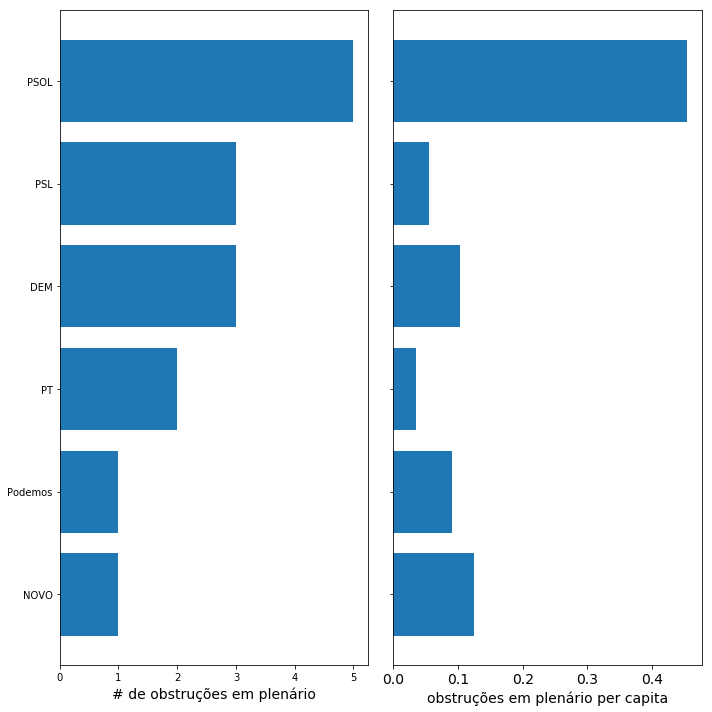 PSOL
PSL
DEM
PT
Podemos
NOVO
0 1 2 3 4 5
# de obstruções em plenário
0.0 0.1 0.2 0.3 0.4
obstruções em plenário per capita